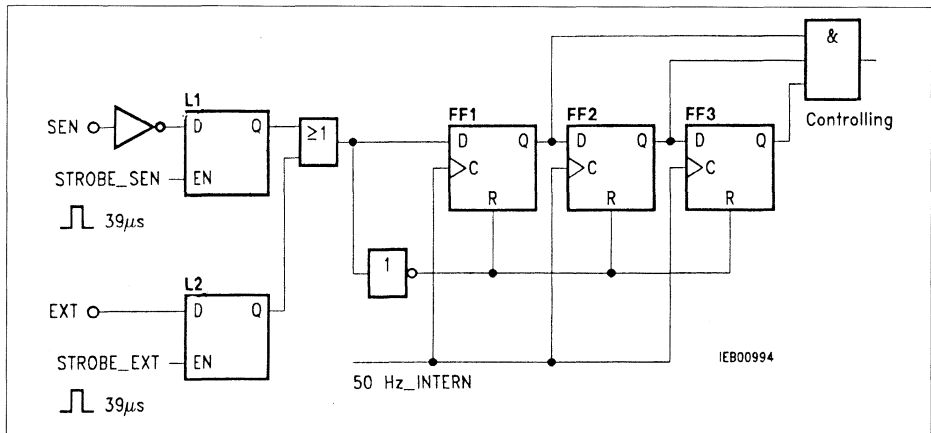 &
L1
FF1
FF2
FF3
SEN
D
Q
≥1
D
Q
D
Q
D
Q
Controlling
C
C
C
STROBE_SEN
EN
R
R
R
39µs
1
L2
EXT
D
Q
STROBE_EXT
EN
IEB00994
50 Hz_INTERN
39µs